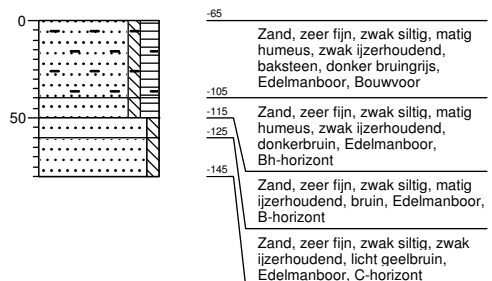 0
50
-65
Zand, zeer fijn, zwak siltig, matig
humeus, zwak ijzerhoudend,
baksteen, donker bruingrijs,
Edelmanboor, Bouwvoor
-105
Zand, zeer fijn, zwak siltig, matig
humeus, zwak ijzerhoudend,
donkerbruin, Edelmanboor,
Bh-horizont
-115
Zand, zeer fijn, zwak siltig, matig
ijzerhoudend, bruin, Edelmanboor,
B-horizont
-125
Zand, zeer fijn, zwak siltig, zwak
ijzerhoudend, licht geelbruin,
Edelmanboor, C-horizont
-145